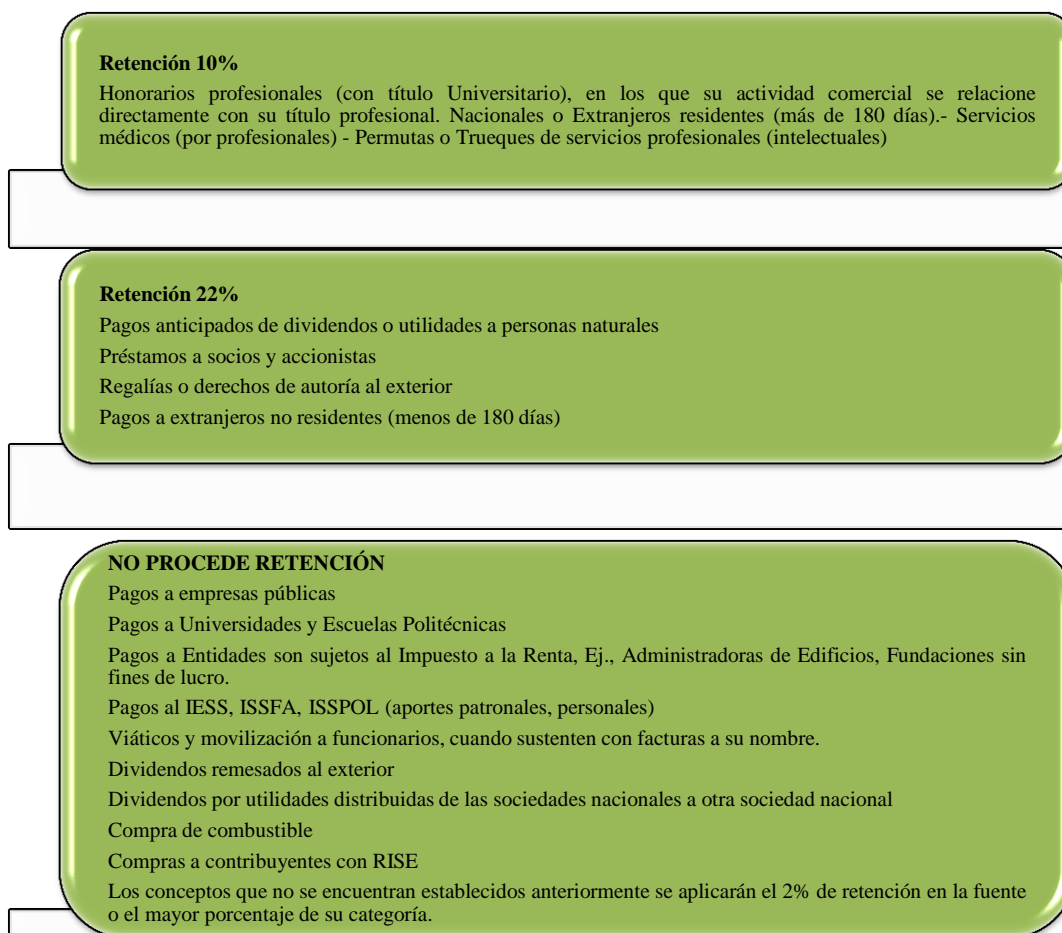 Retención 10%
Honorarios profesionales (con título Universitario), en los que su actividad comercial se relacione
directamente con su título profesional. Nacionales o Extranjeros residentes (más de 180 días).- Servicios
médicos (por profesionales) - Permutas o Trueques de servicios profesionales (intelectuales)
Retención 22%
Pagos anticipados de dividendos o utilidades a personas naturales
Préstamos a socios y accionistas
Regalías o derechos de autoría al exterior
Pagos a extranjeros no residentes (menos de 180 días)
NO PROCEDE RETENCIÓN
Pagos a empresas públicas
Pagos a Universidades y Escuelas Politécnicas
Pagos a Entidades son sujetos al Impuesto a la Renta, Ej., Administradoras de Edificios, Fundaciones sin
fines de lucro.
Pagos al IESS, ISSFA, ISSPOL (aportes patronales, personales)
Viáticos y movilización a funcionarios, cuando sustenten con facturas a su nombre.
Dividendos remesados al exterior
Dividendos por utilidades distribuidas de las sociedades nacionales a otra sociedad nacional
Compra de combustible
Compras a contribuyentes con RISE
Los conceptos que no se encuentran establecidos anteriormente se aplicarán el 2% de retención en la fuente
o el mayor porcentaje de su categoría.